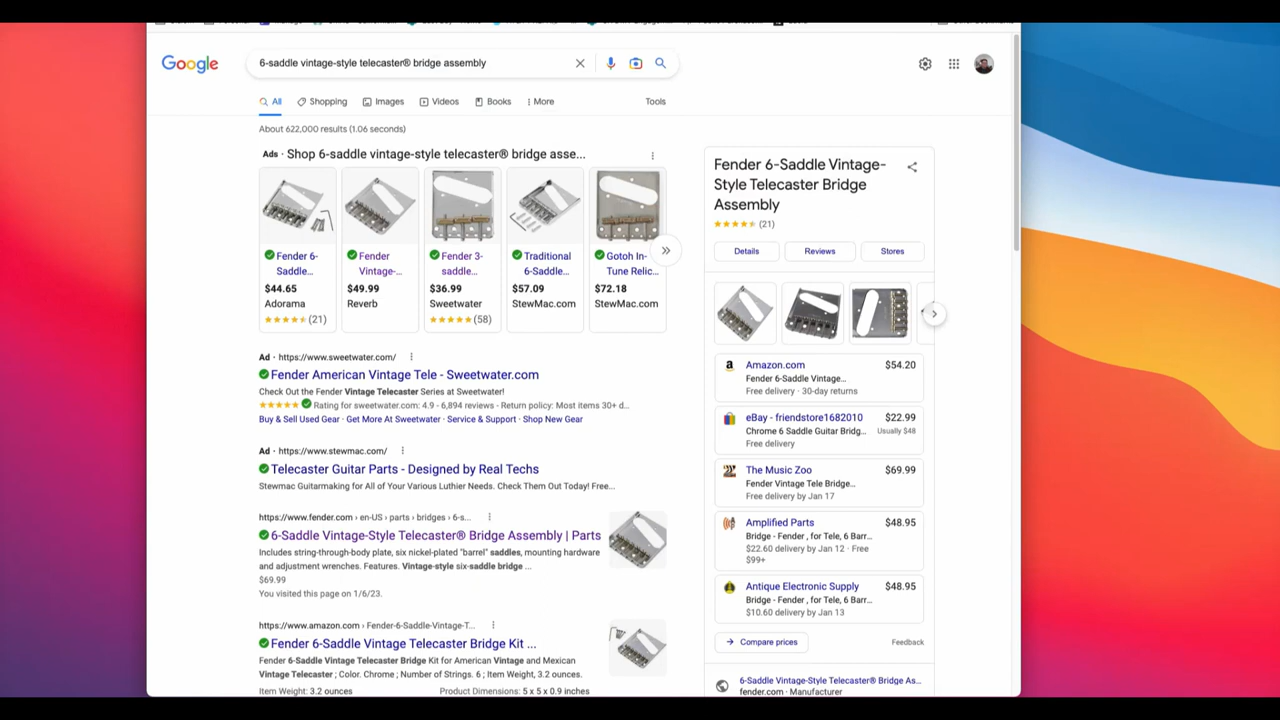 Google
6-saddle vintage-style telecaster® bridge assembly
All
Shopping
Images
Videos
Books
More
Tools
About 622,000 results (1.06 seconds)
Ads · Shop 6-saddle vintage-style telecaster® bridge asse...
Fender 6-
Saddle...
$44.65
Adorama
(21)
Fender
Vintage-...
$49.99
Reverb
Fender 3-
saddle...
$36.99
Sweetwater
(58)
Traditional
6-Saddle...
$57.09
StewMac.com
Gotoh In-
Tune Relic...
$72.18
StewMac.com
Ad · https://www.sweetwater.com/
Fender American Vintage Tele - Sweetwater.com
Check Out the Fender Vintage Telecaster Series at Sweetwater!
Rating for sweetwater.com: 4.9 - 6,894 reviews - Return policy: Most items 30+ d...
Buy & Sell Used Gear · Get More At Sweetwater · Service & Support · Shop New Gear
Ad · https://www.stewmac.com/
Telecaster Guitar Parts - Designed by Real Techs
Stewmac Guitarmaking for All of Your Various Luthier Needs. Check Them Out Today! Free...
https://www.fender.com › en-US › parts › bridges › 6-s...
6-Saddle Vintage-Style Telecaster® Bridge Assembly | Parts
Includes string-through-body plate, six nickel-plated "barrel" saddles, mounting hardware
and adjustment wrenches. Features. Vintage-style six-saddle bridge ...
$69.99
You visited this page on 1/6/23.
https://www.amazon.com › Fender-6-Saddle-Vintage-T...
Fender 6-Saddle Vintage Telecaster Bridge Kit ...
Fender 6-Saddle Vintage Telecaster Bridge Kit for American Vintage and Mexican
Vintage Telecaster ; Color. Chrome ; Number of Strings. 6 ; Item Weight, 3.2 ounces.
Item Weight: 3.2 ounces
Product Dimensions: 5 x 5 x 0.9 inches
Fender 6-Saddle Vintage-
Style Telecaster Bridge
Assembly
(21)
Details
Reviews
Stores
Amazon.com
$54.20
Fender 6-Saddle Vintage...
Free delivery · 30-day returns
eBay - friendstore1682010
$22.99
Chrome 6 Saddle Guitar Bridg...
Usually $48
Free delivery
The Music Zoo
$69.99
Fender Vintage Tele Bridge...
Free delivery by Jan 17
Amplified Parts
$48.95
Bridge - Fender , for Tele, 6 Barr...
$22.60 delivery by Jan 12 · Free
$99+
Antique Electronic Supply
$48.95
Bridge - Fender , for Tele, 6 Barr...
$10.60 delivery by Jan 13
Compare prices
Feedback
6-Saddle Vintage-Style Telecaster® Bridge As...
fender.com · Manufacturer